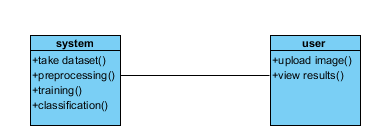 system
+take dataset()
+preprocessing()
+training()
+classification()
user
+upload image()
+view results()